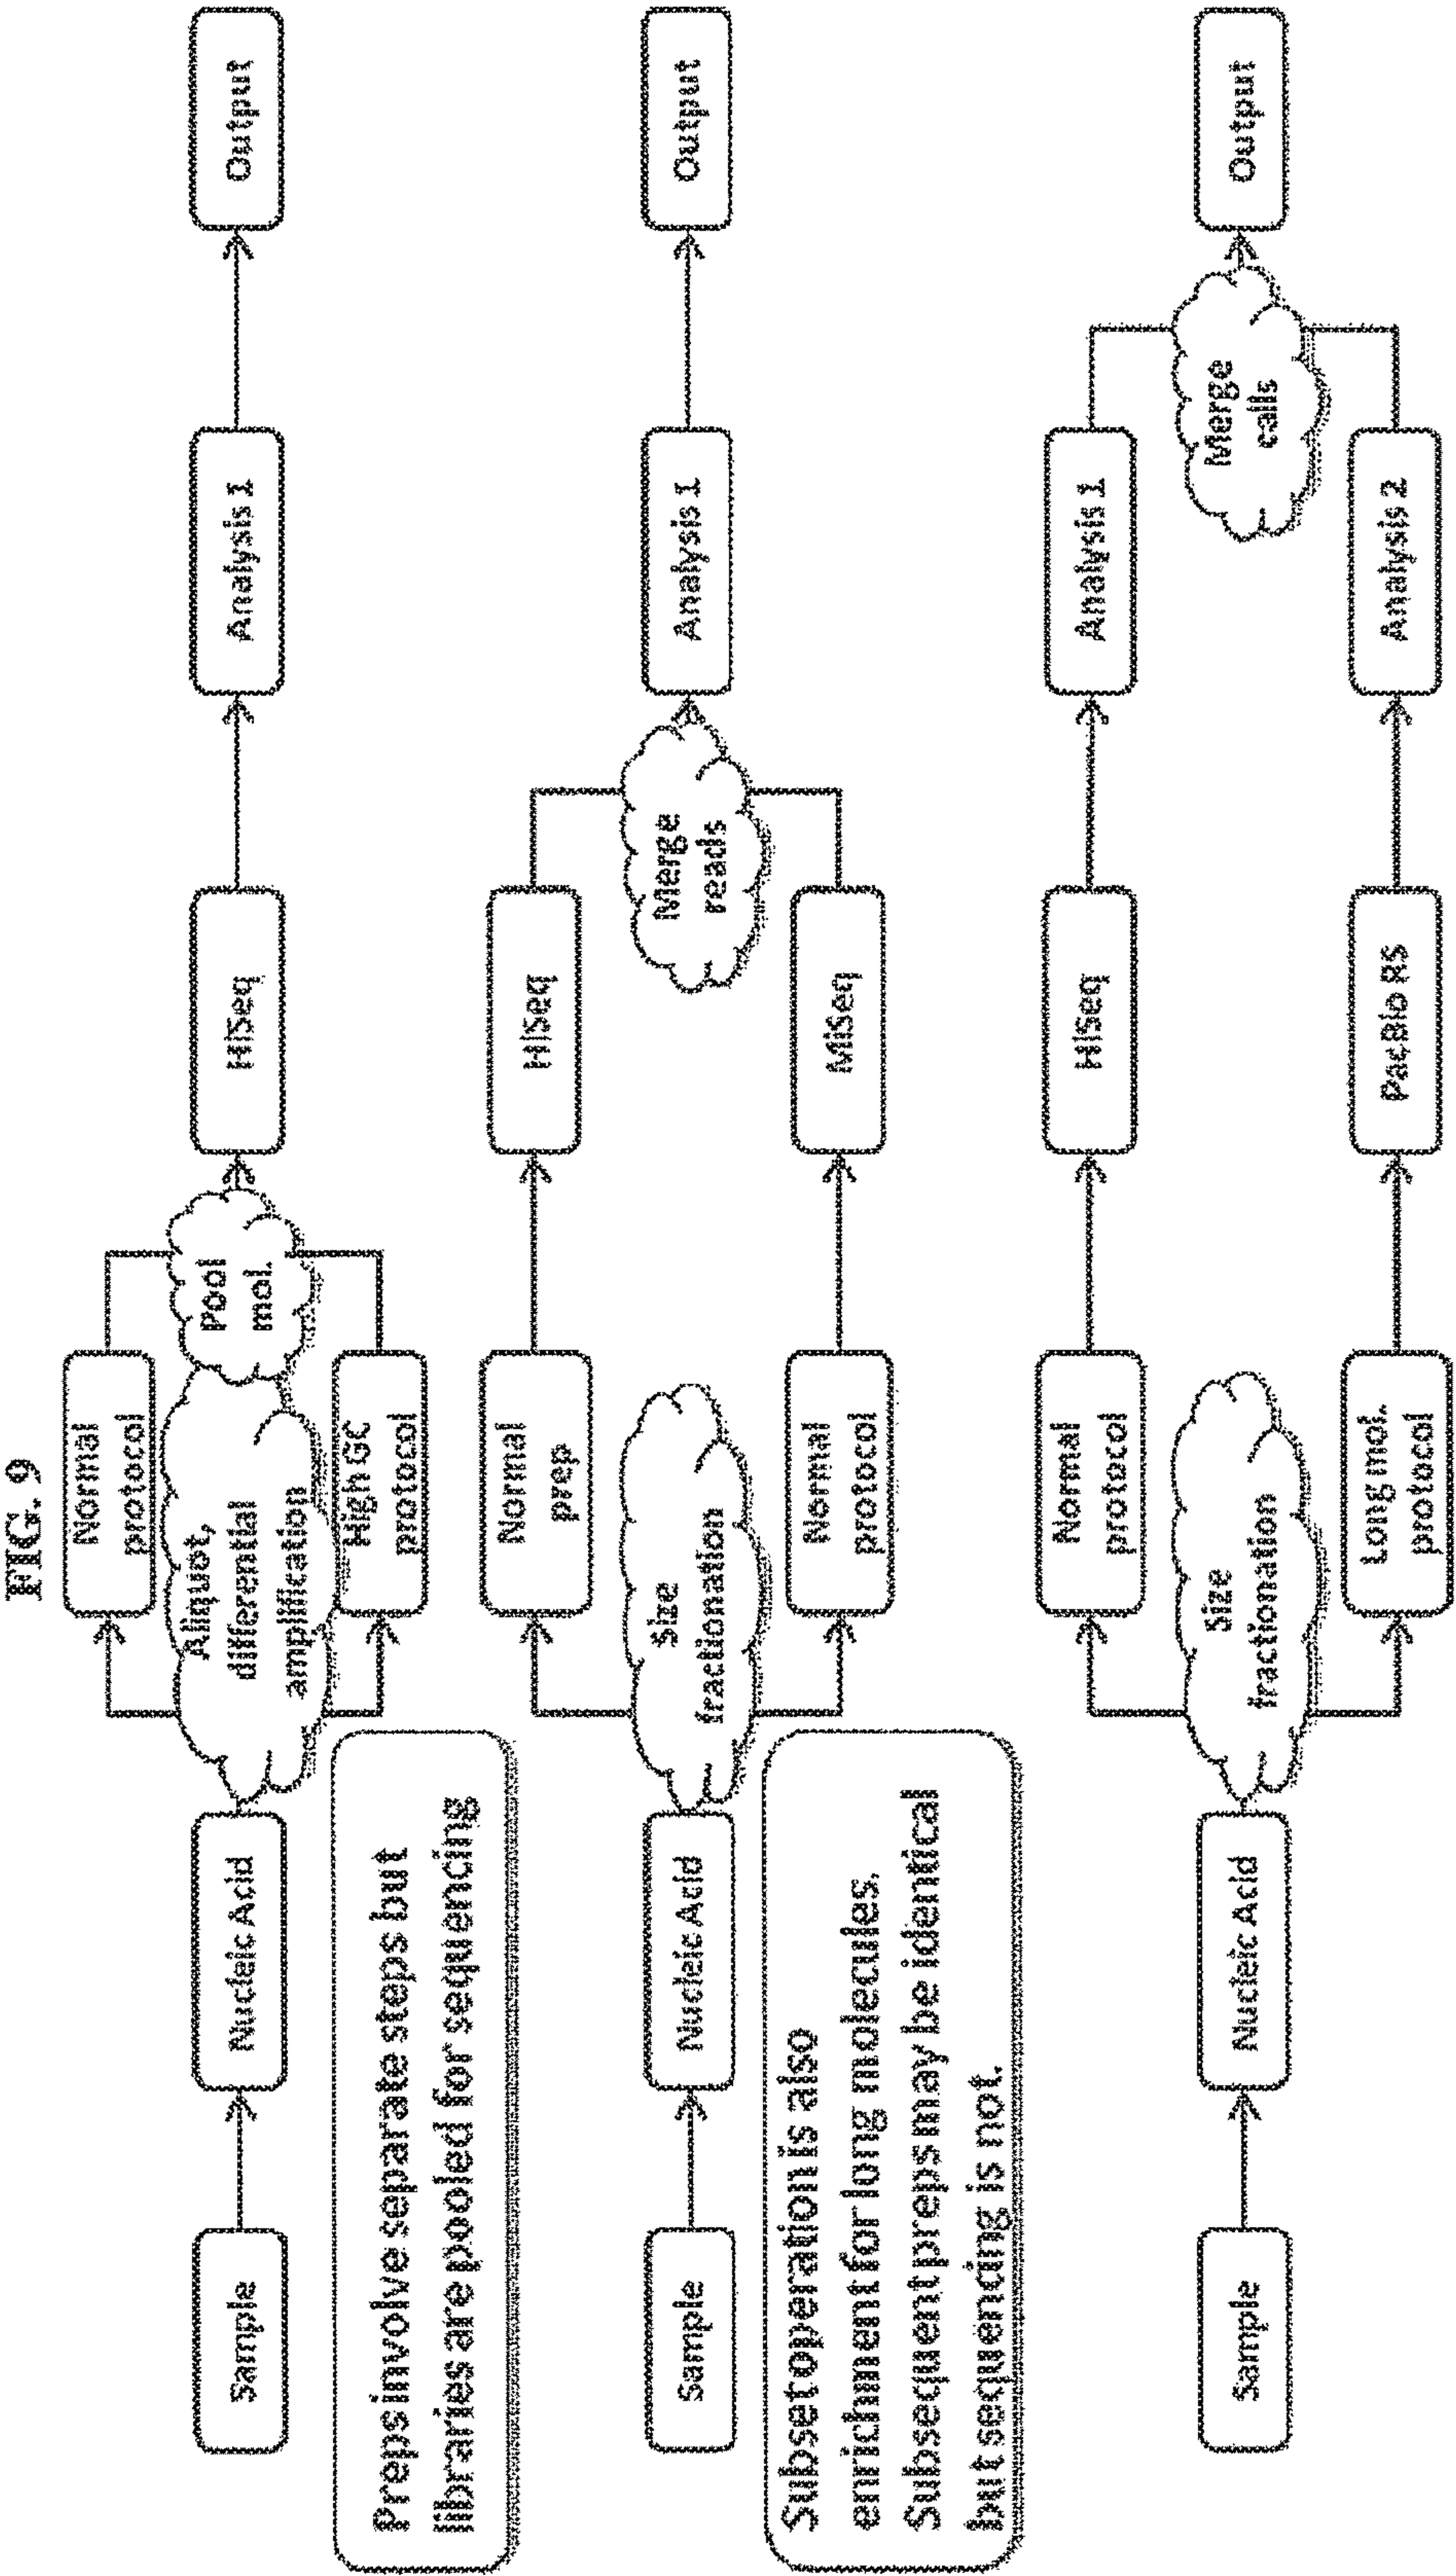 FIG. 9
Sample
Nucleic Acid
Aliquot,
differential
amplification
Normal
protocol
High GC
protocol
Pool
mol.
HiSeq
Analysis 1
Output
Preps involve separate steps but
libraries are pooled for sequencing
Sample
Nucleic Acid
Size
fractionation
Normal
prep
Normal
protocol
HiSeq
MiSeq
Merge
reads
Analysis 1
Output
Subset operation is also
enrichment for long molecules.
Subsequent preps may be identical
but sequencing is not.
Sample
Nucleic Acid
Size
fractionation
Normal
protocol
Long mol.
protocol
HiSeq
PacBio RS
Analysis 1
Analysis 2
Merge
calls
Output